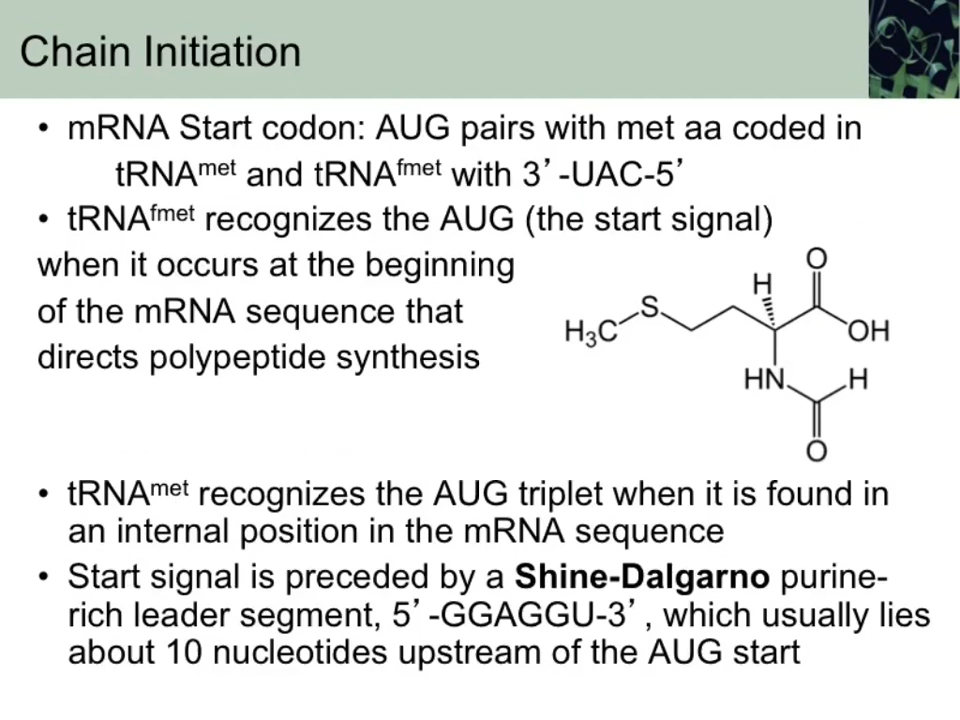 Chain Initiation
• mRNA Start codon: AUG pairs with met aa coded in
tRNAmet and tRNAfmet with 3’-UAC-5’
• tRNAfmet recognizes the AUG (the start signal)
when it occurs at the beginning
of the mRNA sequence that
directs polypeptide synthesis
O
H
S
H3C
OH
HN
H
O
• tRNAmet recognizes the AUG triplet when it is found in
an internal position in the mRNA sequence
• Start signal is preceded by a Shine-Dalgarno purine-
rich leader segment, 5’-GGAGGU-3’, which usually lies
about 10 nucleotides upstream of the AUG start